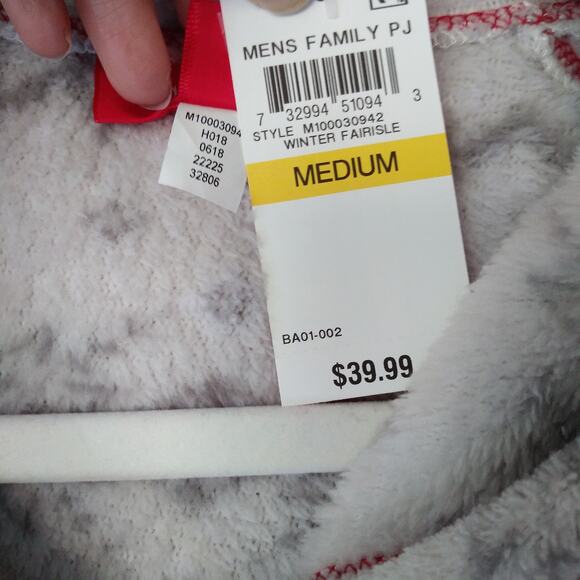 MENS FAMILY PJ
7 32994 51094 3
STYLE M100030942
WINTER FAIRISLE
MEDIUM
BA01-002
$39.99
M10003094
H018
0618
22225
32806